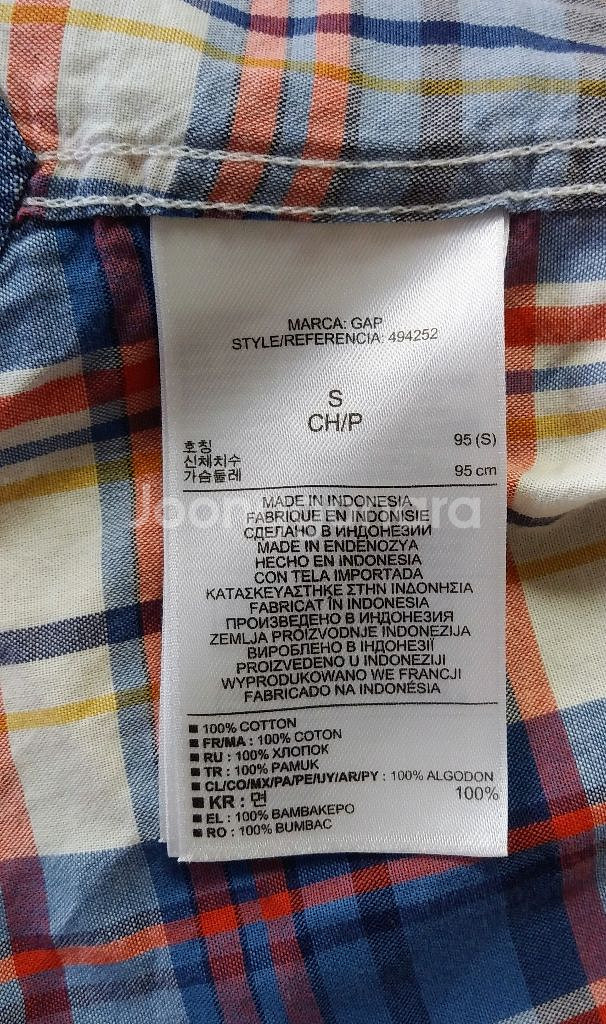 MARCA: GAP
STYLE/REFERENCIA: 494252
S
CH/P
호칭 95 (S)
신체치수
가슴둘레 95 cm
MADE IN INDONESIA
FABRIQUE EN INDONISIE
СДЕЛАНО В ИНДОНЕЗИИ
MADE IN ENDENOZYA
HECHO EN INDONESIA
CON TELA IMPORTADA
ΚΑΤΑΣΚΕΥΑΣΤΗΚΕ ΣΤΗΝ ΙΝΔΟΝΗΣΙΑ
FABRICAT ÎN INDONESIA
ПРОИЗВЕДЕНО В ИНДОНЕЗИЯ
ZEMLJA PROIZVODNJE INDONEZIJA
ВИРОБЛЕНО В ІНДОНЕЗІЇ
PROIZVEDENO U INDONEZIJI
WYPRODUKOWANO WE FRANCJI
FABRICADO NA INDONÉSIA
■ 100% COTTON
■ FR/MA : 100% COTON
■ RU : 100% ХЛОПОК
■ TR : 100% PAMUK
■ CL/CO/MX/PA/PE/UY/AR/PY : 100% ALGODON
■ KR : 면 100%
■ EL : 100% ΒΑΜΒΑΚΕΡΟ
■ RO : 100% BUMBAC